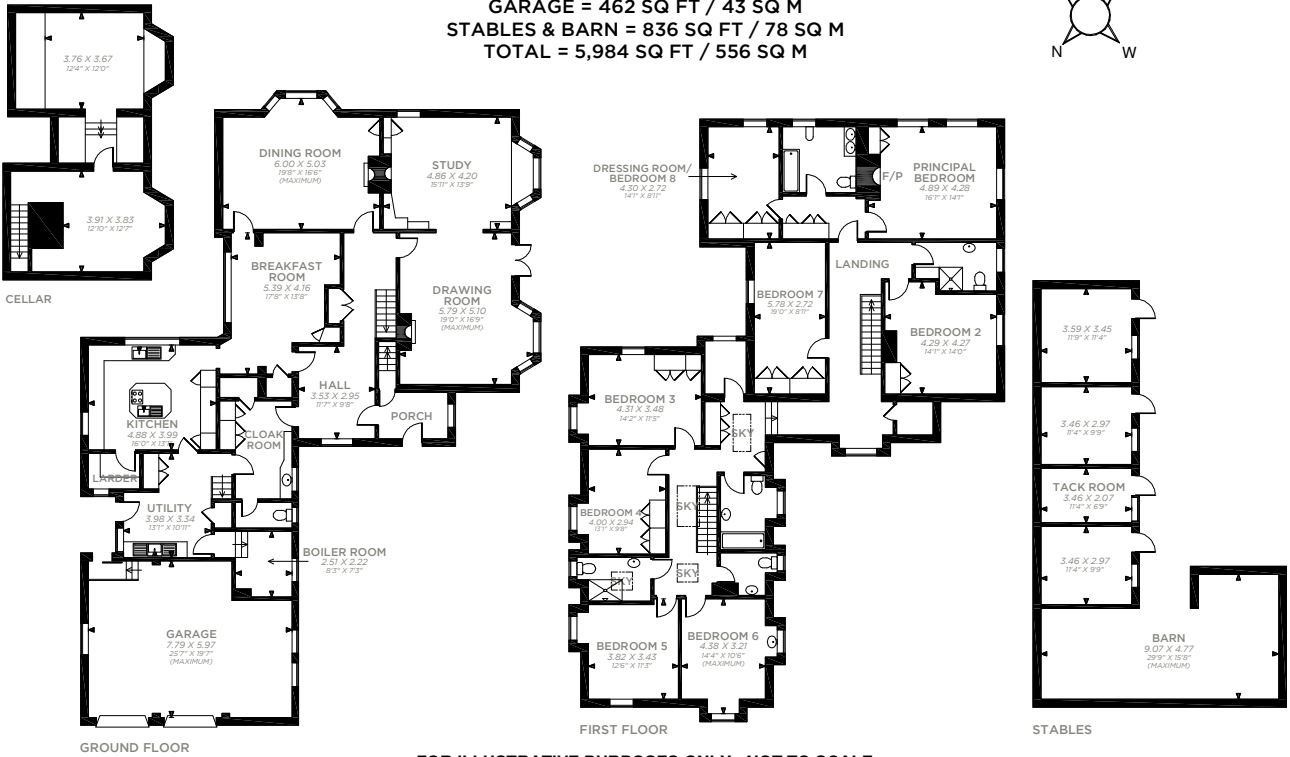 GARAGE = 462 SQ FT / 43 SQ M
STABLES & BARN = 836 SQ FT / 78 SQ M
TOTAL = 5,984 SQ FT / 556 SQ M
N
W
3.76 X 3.67
12'4" X 12'0"
3.91 X 3.83
12'10" X 12'7"
CELLAR
DINING ROOM
6.00 X 5.03
19'8" X 16'6"
(MAXIMUM)
STUDY
4.86 X 4.20
15'11" X 13'9"
BREAKFAST
ROOM
5.39 X 4.16
17'8" X 13'8"
DRAWING
ROOM
5.79 X 5.10
19'0" X 16'9"
(MAXIMUM)
HALL
3.53 X 2.95
11'7" X 9'8"
PORCH
KITCHEN
4.88 X 3.99
16'0" X 13'1"
CLOAK
ROOM
LARDER
UTILITY
3.98 X 3.34
13'1" X 10'11"
BOILER ROOM
2.51 X 2.22
8'3" X 7'3"
GARAGE
7.79 X 5.97
25'7" X 19'7"
(MAXIMUM)
GROUND FLOOR
DRESSING ROOM/
BEDROOM 8
4.30 X 2.72
14'1" X 8'11"
F/P
PRINCIPAL
BEDROOM
4.89 X 4.28
16'1" X 14'1"
LANDING
BEDROOM 7
5.78 X 2.72
19'0" X 8'11"
BEDROOM 2
4.29 X 4.27
14'1" X 14'0"
BEDROOM 3
4.31 X 3.48
14'2" X 11'5"
SKY
BEDROOM 4
4.00 X 2.94
13'1" X 9'8"
SKY
SKY
SKY
BEDROOM 5
3.82 X 3.43
12'6" X 11'3"
BEDROOM 6
4.38 X 3.21
14'4" X 10'6"
(MAXIMUM)
FIRST FLOOR
3.59 X 3.45
11'9" X 11'4"
3.46 X 2.97
11'4" X 9'9"
TACK ROOM
3.46 X 2.07
11'4" X 6'9"
3.46 X 2.97
11'4" X 9'9"
BARN
9.07 X 4.77
29'9" X 15'8"
(MAXIMUM)
STABLES
FOR ILLUSTRATIVE PURPOSES ONLY - NOT TO SCALE